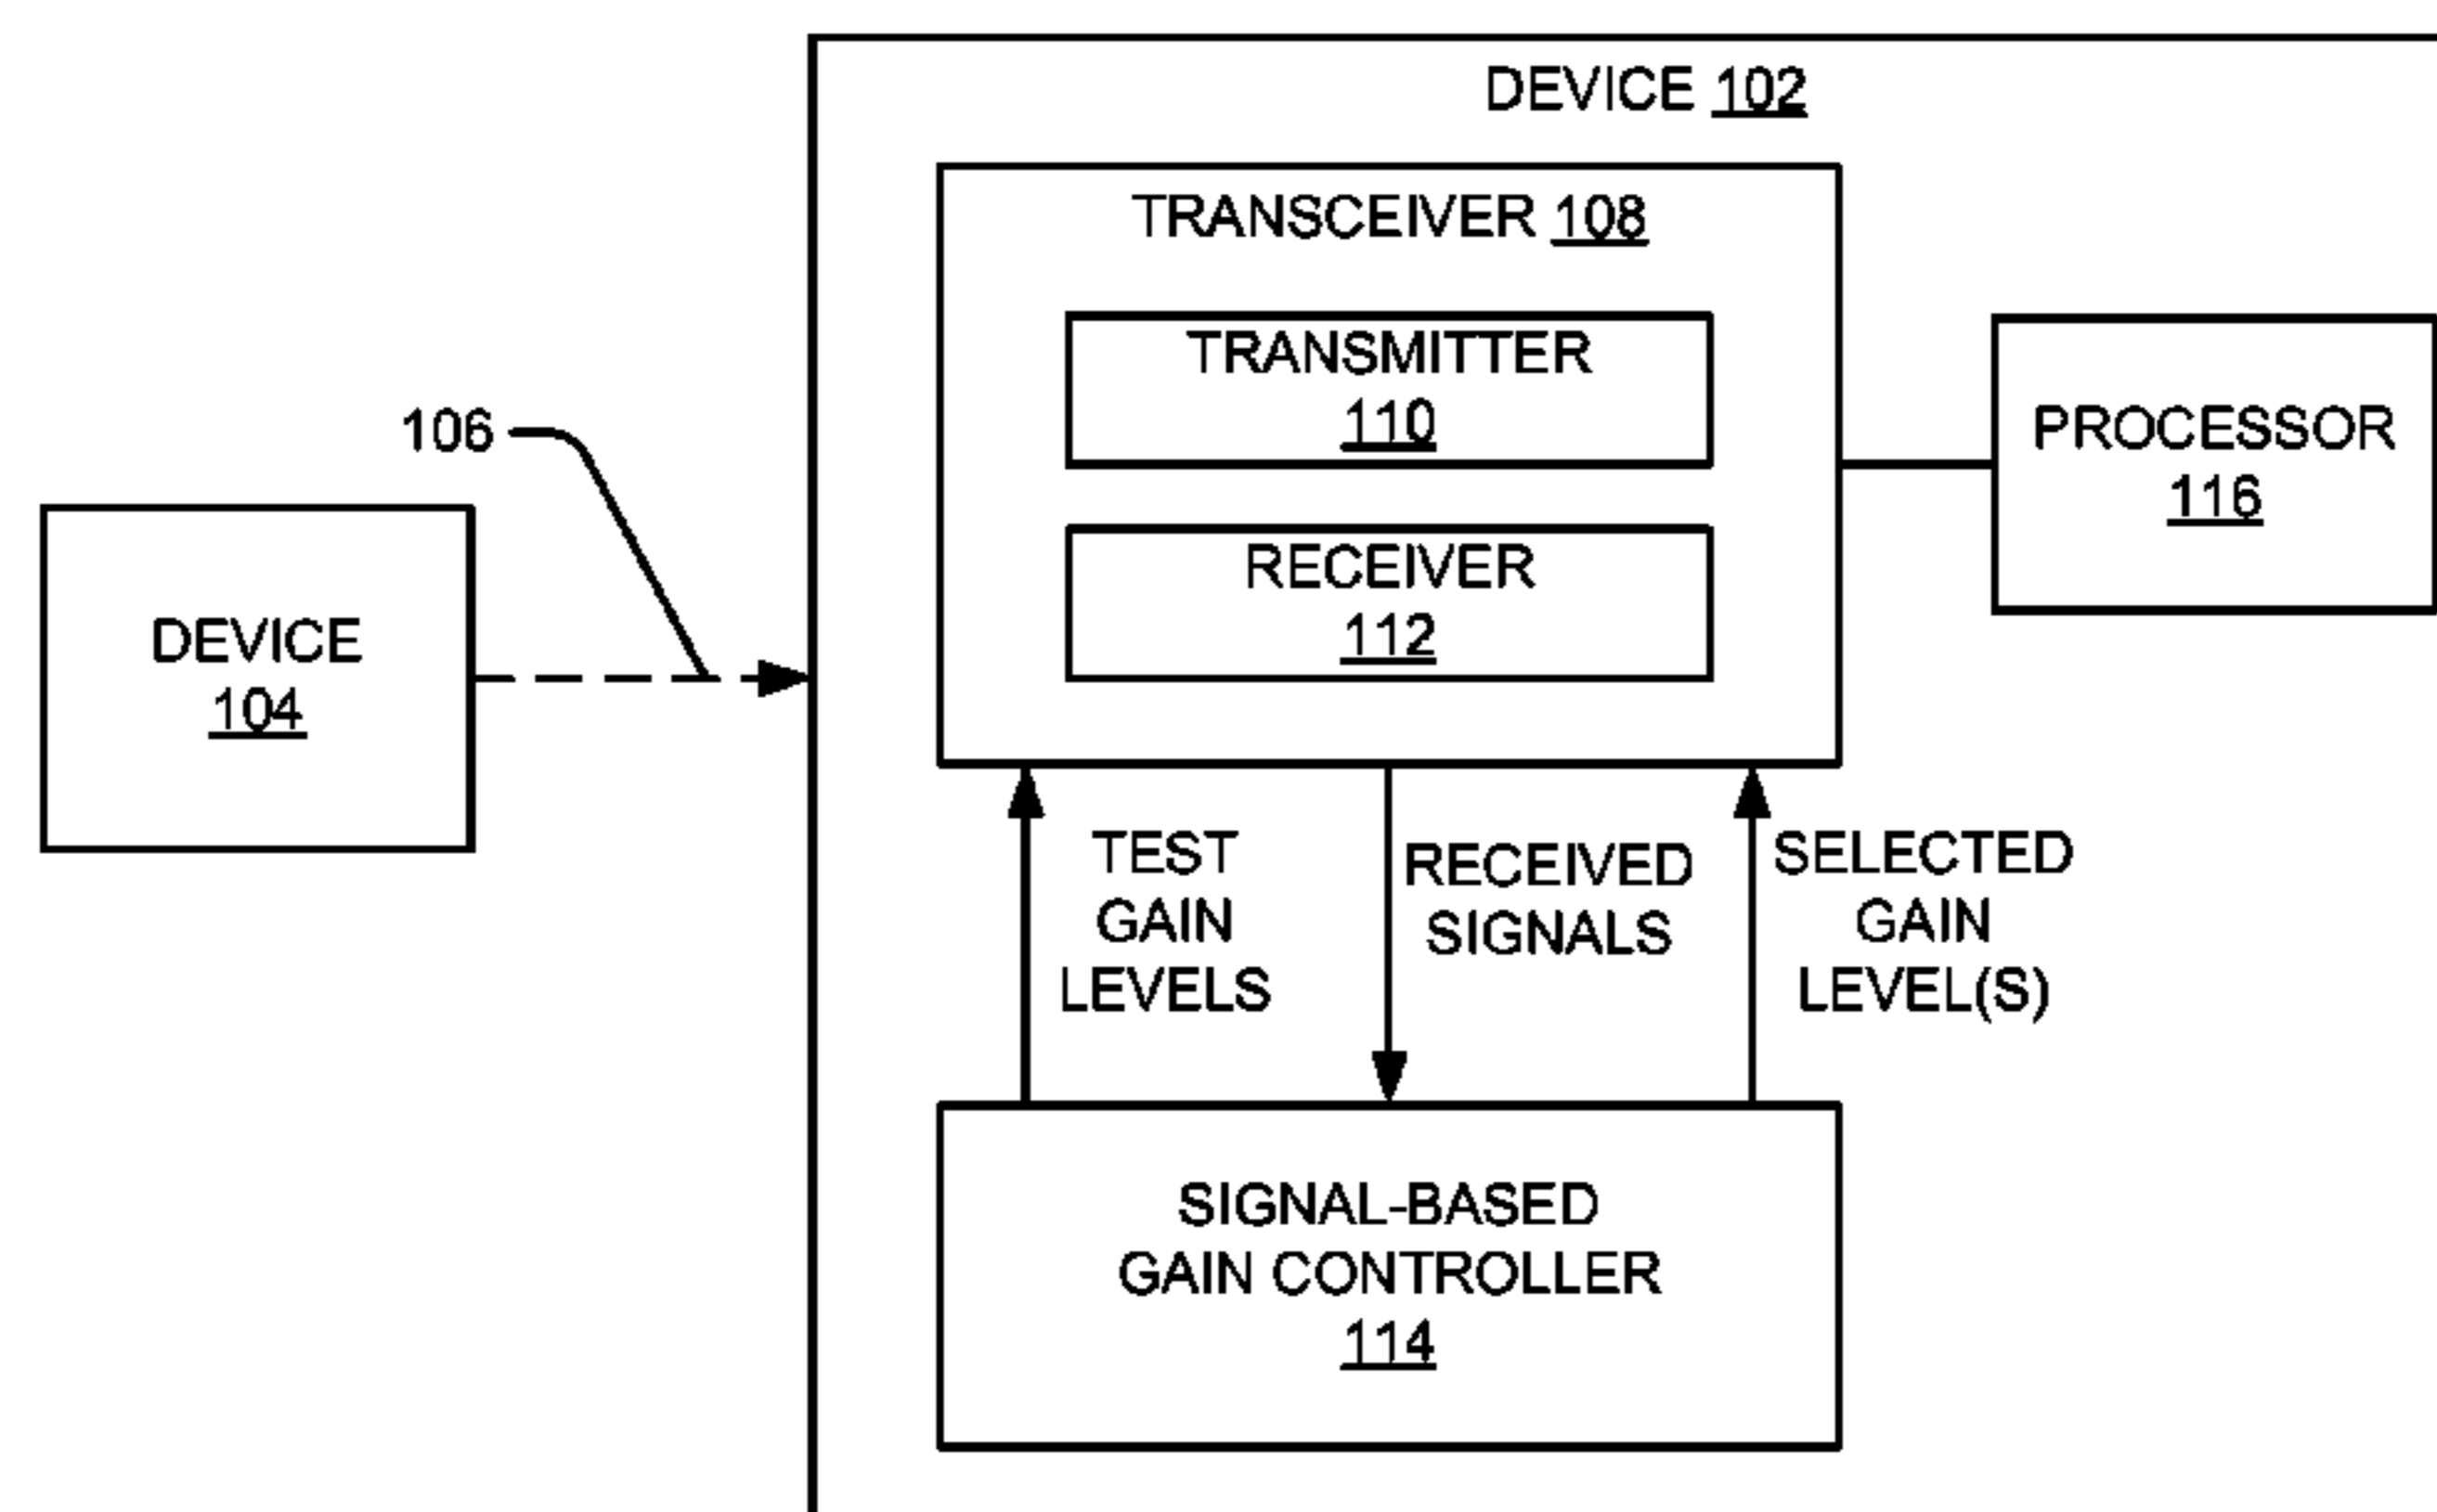 DEVICE 102
TRANSCEIVER 108
TRANSMITTER
110
RECEIVER
112
PROCESSOR
116
106
DEVICE
104
TEST
GAIN
LEVELS
RECEIVED
SIGNALS
SELECTED
GAIN
LEVEL(S)
SIGNAL-BASED
GAIN CONTROLLER
114